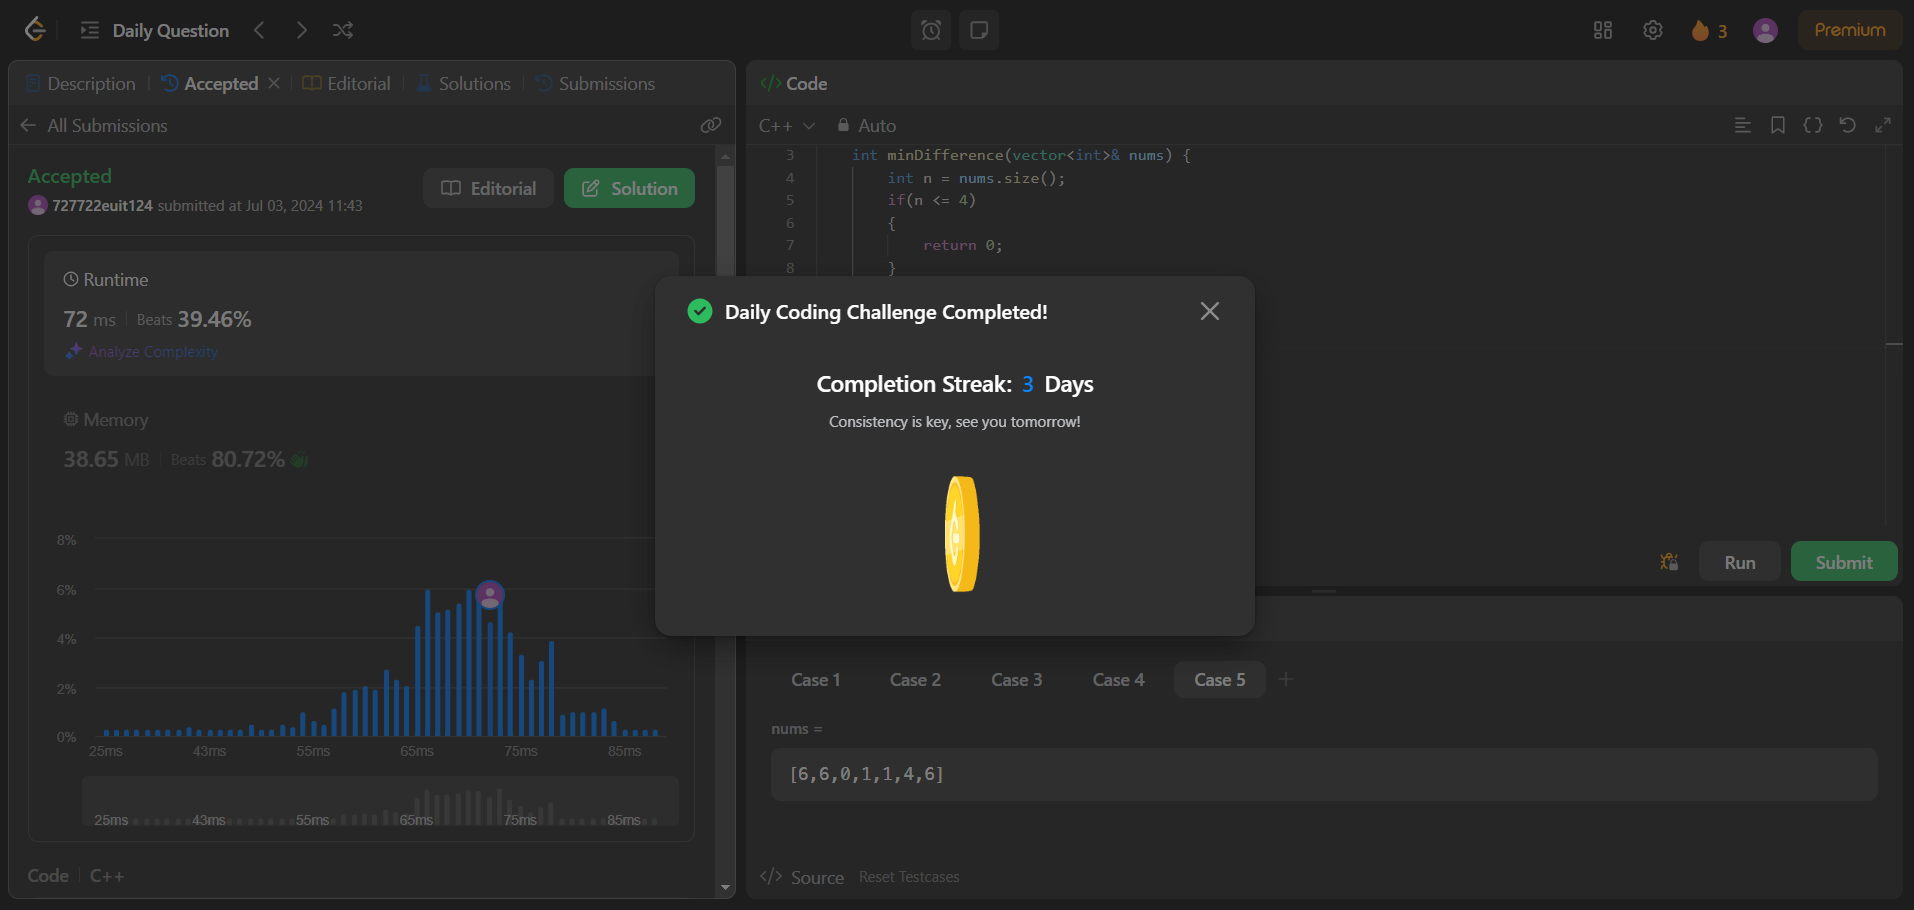 Daily Question
3
Premium
Description
Accepted
Editorial
Solutions
Submissions
All Submissions
Accepted
727722euit124 submitted at Jul 03, 2024 11:43
Editorial
Solution
Runtime
72 ms Beats 39.46%
Analyze Complexity
Memory
38.65 MB Beats 80.72%
8%
6%
4%
2%
0%
25ms 43ms 55ms 65ms 75ms 85ms
25ms 43ms 55ms 65ms 75ms 85ms
Code C++
</> Code
C++ Auto
3 int minDifference(vector<int>& nums) {
4 int n = nums.size();
5 if(n <= 4)
6 {
7 return 0;
8 }
Daily Coding Challenge Completed!
Completion Streak: 3 Days
Consistency is key, see you tomorrow!
Run
Submit
Case 1 Case 2 Case 3 Case 4 Case 5 +
nums =
[6,6,0,1,1,4,6]
</> Source Reset Testcases